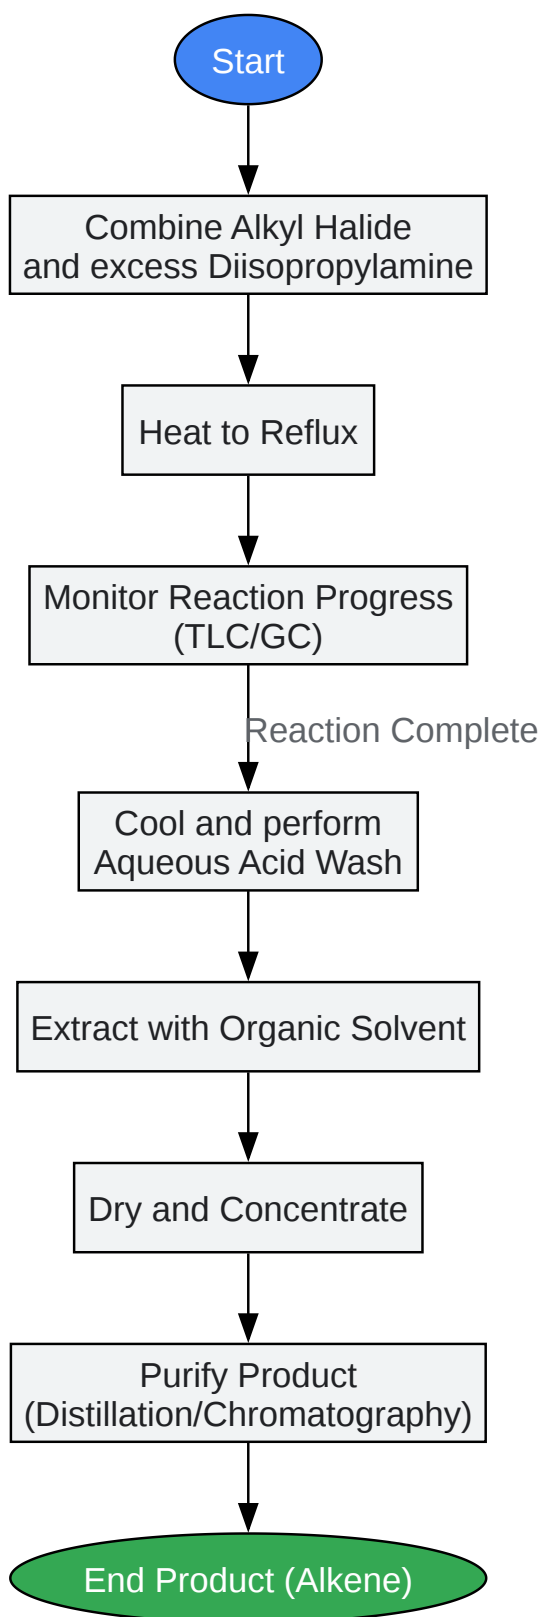 Start
Combine Alkyl Halide
and excess Diisopropylamine
Heat to Reflux
Monitor Reaction Progress
(TLC/GC)
Reaction Complete
Cool and perform
Aqueous Acid Wash
Extract with Organic Solvent
Dry and Concentrate
Purify Product
(Distillation/Chromatography)
End Product (Alkene)